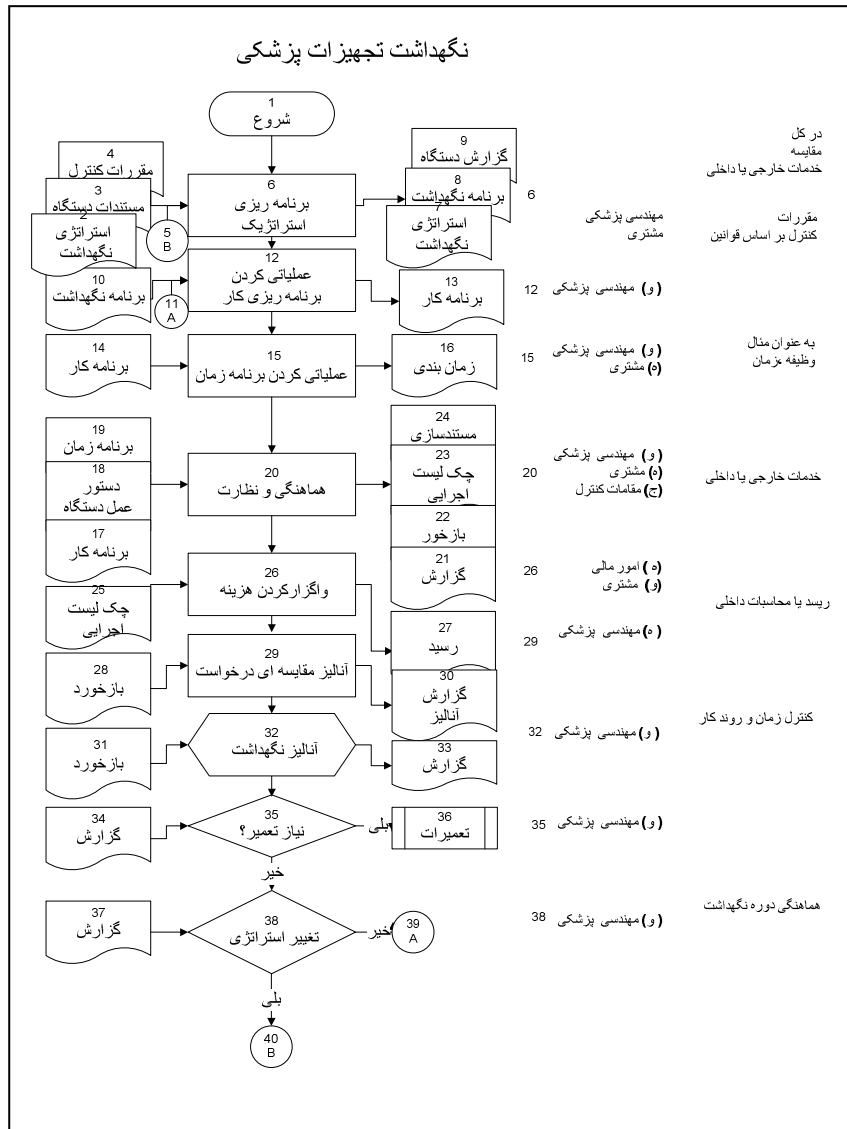 نگهداشت تجهیزات پزشکی
1
شروع
4
مقررات کنترل
3
مستندات دستگاه
2
استراتژی
نگهداشت
5
B
6
برنامه ریزی
استراتژیک
9
گزارش دستگاه
8
برنامه نگهداشت
7
استراتژی
نگهداشت
6
مهندسی پزشکی
مشتری
در کل
مقایسه
خدمات خارجی یا داخلی
مقررات
کنترل بر اساس قوانین
10
برنامه نگهداشت
11
A
12
عملیاتی کردن
برنامه ریزی کار
13
برنامه کار
12
(و) مهندسی پزشکی
14
برنامه کار
15
عملیاتی کردن برنامه زمان
16
زمان بندی
15
(و) مهندسی پزشکی
(ه) مشتری
به عنوان مثال
وظیفه ،زمان
19
برنامه زمان
18
دستور
عمل دستگاه
17
برنامه کار
20
هماهنگی و نظارت
24
مستندسازی
23
چک لیست
اجرایی
22
بازخور
21
گزارش
20
(و) مهندسی پزشکی
(ه) مشتری
(ج) مقامات کنترل
خدمات خارجی یا داخلی
25
چک لیست
اجرایی
26
واگزارکردن هزینه
27
رسید
26
(ه) امور مالی
(و) مشتری
ریسد یا محاسبات داخلی
28
بازخورد
29
آنالیز مقایسه ای درخواست
30
گزارش
آنالیز
29
(ه) مهندسی پزشکی
31
بازخورد
32
آنالیز نگهداشت
33
گزارش
32
(و) مهندسی پزشکی
کنترل زمان و روند کار
34
گزارش
35
نیاز تعمیر؟
بلی
36
تعمیرات
35
(و) مهندسی پزشکی
خیر
37
گزارش
38
تغییر استراتژی
خیر
39
A
38
(و) مهندسی پزشکی
هماهنگی دوره نگهداشت
بلی
40
B